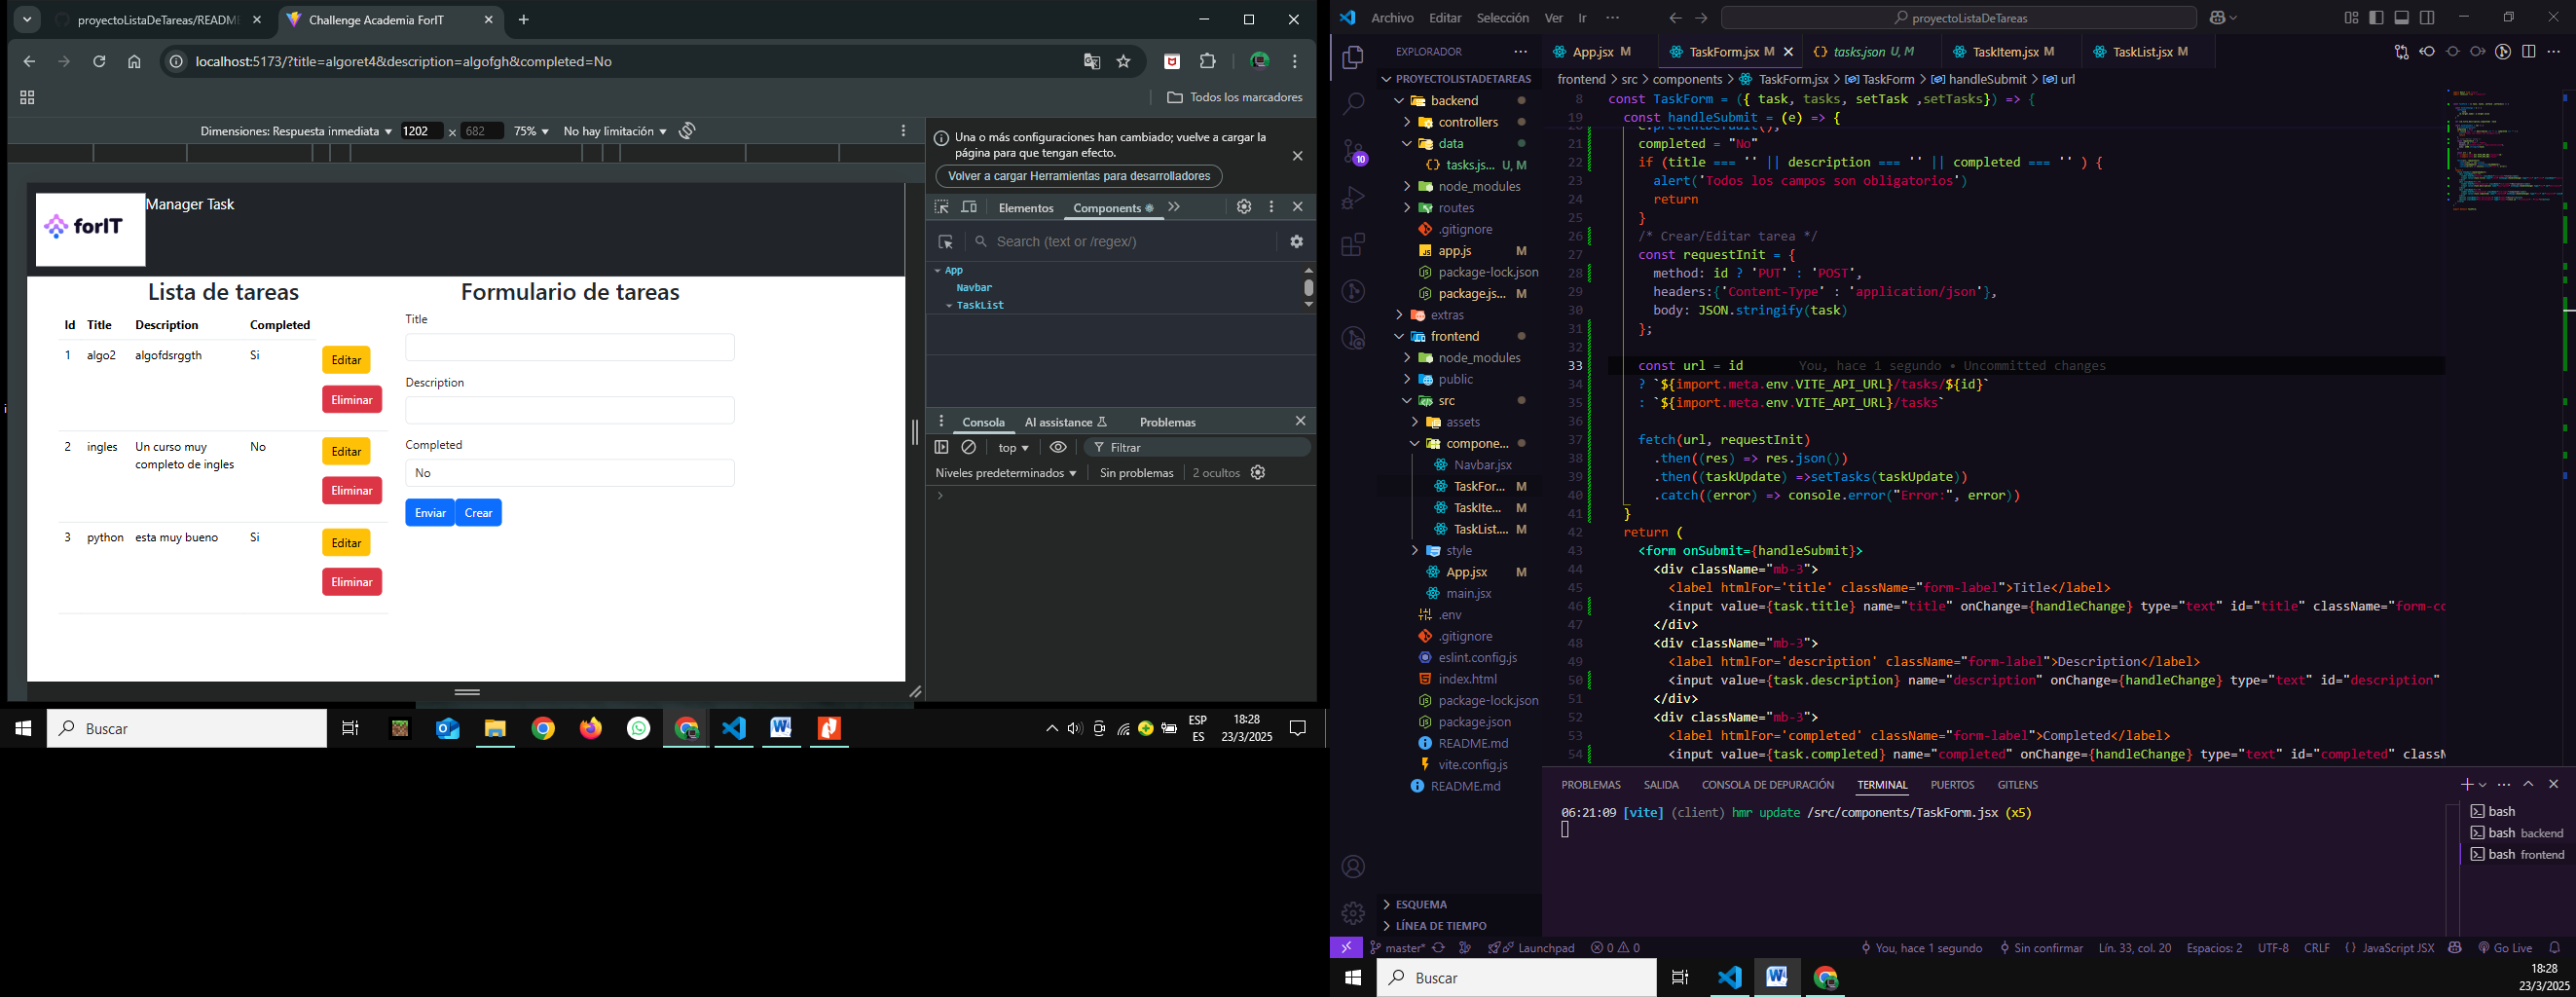 proyectoListaDeTareas/README
Challenge Academia ForIT
localhost:5173/?title=algoret4&description=algofgh&completed=No
Todos los marcadores
Dimensiones: Respuesta inmediata
1202 × 682
75%
No hay limitación
Manager Task
forIT
Lista de tareas
Id Title Description Completed
1 algo2 algofdsrggth Si
Editar
Eliminar
2 ingles Un curso muy completo de ingles No
Editar
Eliminar
3 python esta muy bueno Si
Editar
Eliminar
Formulario de tareas
Title
Description
Completed
No
Enviar Crear
Una o más configuraciones han cambiado; vuelve a cargar la
página para que tengan efecto.
Volver a cargar Herramientas para desarrolladores
Elementos Components
Search (text or /regex/)
App
Navbar
TaskList
Consola AI assistance Problemas
top Filtrar
Niveles predeterminados Sin problemas 2 ocultos
Buscar
ESP
ES
18:28
23/3/2025
Archivo Editar Selección Ver Ir ···
proyectoListaDeTareas
EXPLORADOR
PROYECTOLISTADETAREAS
backend
controllers
data
tasks.js... U, M
node_modules
routes
.gitignore
app.js M
package-lock.json
package.js... M
extras
frontend
node_modules
public
src
assets
compone...
Navbar.jsx
TaskFor... M
TaskIte... M
TaskList.... M
style
App.jsx M
main.jsx
.env
.gitignore
eslint.config.js
index.html
package-lock.json
package.json
README.md
vite.config.js
README.md
ESQUEMA
LÍNEA DE TIEMPO
10
App.jsx M
TaskForm.jsx M
tasks.json U, M
TaskItem.jsx M
TaskList.jsx M
frontend > src > components > TaskForm.jsx > TaskForm > handleSubmit > url
8 const TaskForm = ({ task, tasks, setTask ,setTasks}) => {
19 const handleSubmit = (e) => {
20 e.preventDefault();
21 completed = "No"
22 if (title === '' || description === '' || completed === '' ) {
23 alert('Todos los campos son obligatorios')
24 return
25 }
26 /* Crear/Editar tarea */
27 const requestInit = {
28 method: id ? 'PUT' : 'POST',
29 headers:{'Content-Type' : 'application/json'},
30 body: JSON.stringify(task)
31 };
32
33 const url = id You, hace 1 segundo • Uncommitted changes
34 ? `${import.meta.env.VITE_API_URL}/tasks/${id}`
35 : `${import.meta.env.VITE_API_URL}/tasks`
36
37 fetch(url, requestInit)
38 .then((res) => res.json())
39 .then((taskUpdate) =>setTasks(taskUpdate))
40 .catch((error) => console.error("Error:", error))
41 }
42 return (
43 <form onSubmit={handleSubmit}>
44 <div className="mb-3">
45 <label htmlFor='title' className="form-label">Title</label>
46 <input value={task.title} name="title" onChange={handleChange} type="text" id="title" className="form-co
47 </div>
48 <div className="mb-3">
49 <label htmlFor='description' className="form-label">Description</label>
50 <input value={task.description} name="description" onChange={handleChange} type="text" id="description"
51 </div>
52 <div className="mb-3">
53 <label htmlFor='completed' className="form-label">Completed</label>
54 <input value={task.completed} name="completed" onChange={handleChange} type="text" id="completed" classN
PROBLEMAS SALIDA CONSOLA DE DEPURACIÓN TERMINAL PUERTOS GITLENS
06:21:09 [vite] (client) hmr update /src/components/TaskForm.jsx (x5)
bash
bash backend
bash frontend
master* Launchpad 0 0 You, hace 1 segundo Sin confirmar Lín. 33, col. 20 Espacios: 2 UTF-8 CRLF {} JavaScript JSX Go Live
Buscar
18:28
23/3/2025